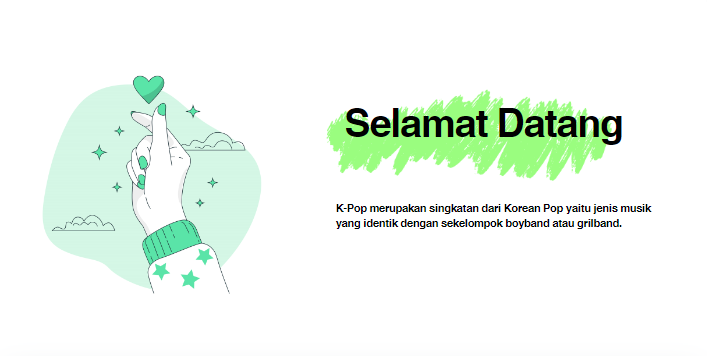 Selamat Datang
K-Pop merupakan singkatan dari Korean Pop yaitu jenis musik
yang identik dengan sekelompok boyband atau grilband.